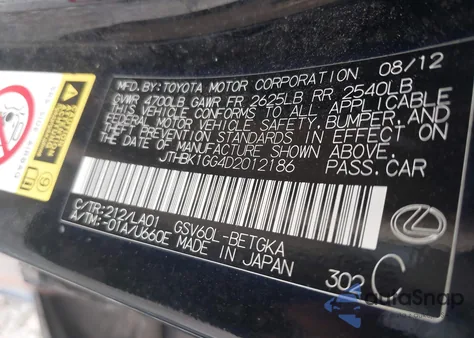 MFD. BY: TOYOTA MOTOR CORPORATION 08/12
GVWR 4700LB GAWR FR 2625LB RR 2540LB
THIS VEHICLE CONFORMS TO ALL APPLICABLE
FEDERAL MOTOR VEHICLE SAFETY, BUMPER, AND
THEFT PREVENTION STANDARDS IN EFFECT ON
THE DATE OF MANUFACTURE SHOWN ABOVE.
JTHBK1GG4D2012186 PASS.CAR
C/TR: 212/LA01 GSV60L-BETGKA
A/TM: -01A/U660E MADE IN JAPAN
302C
autoSnap